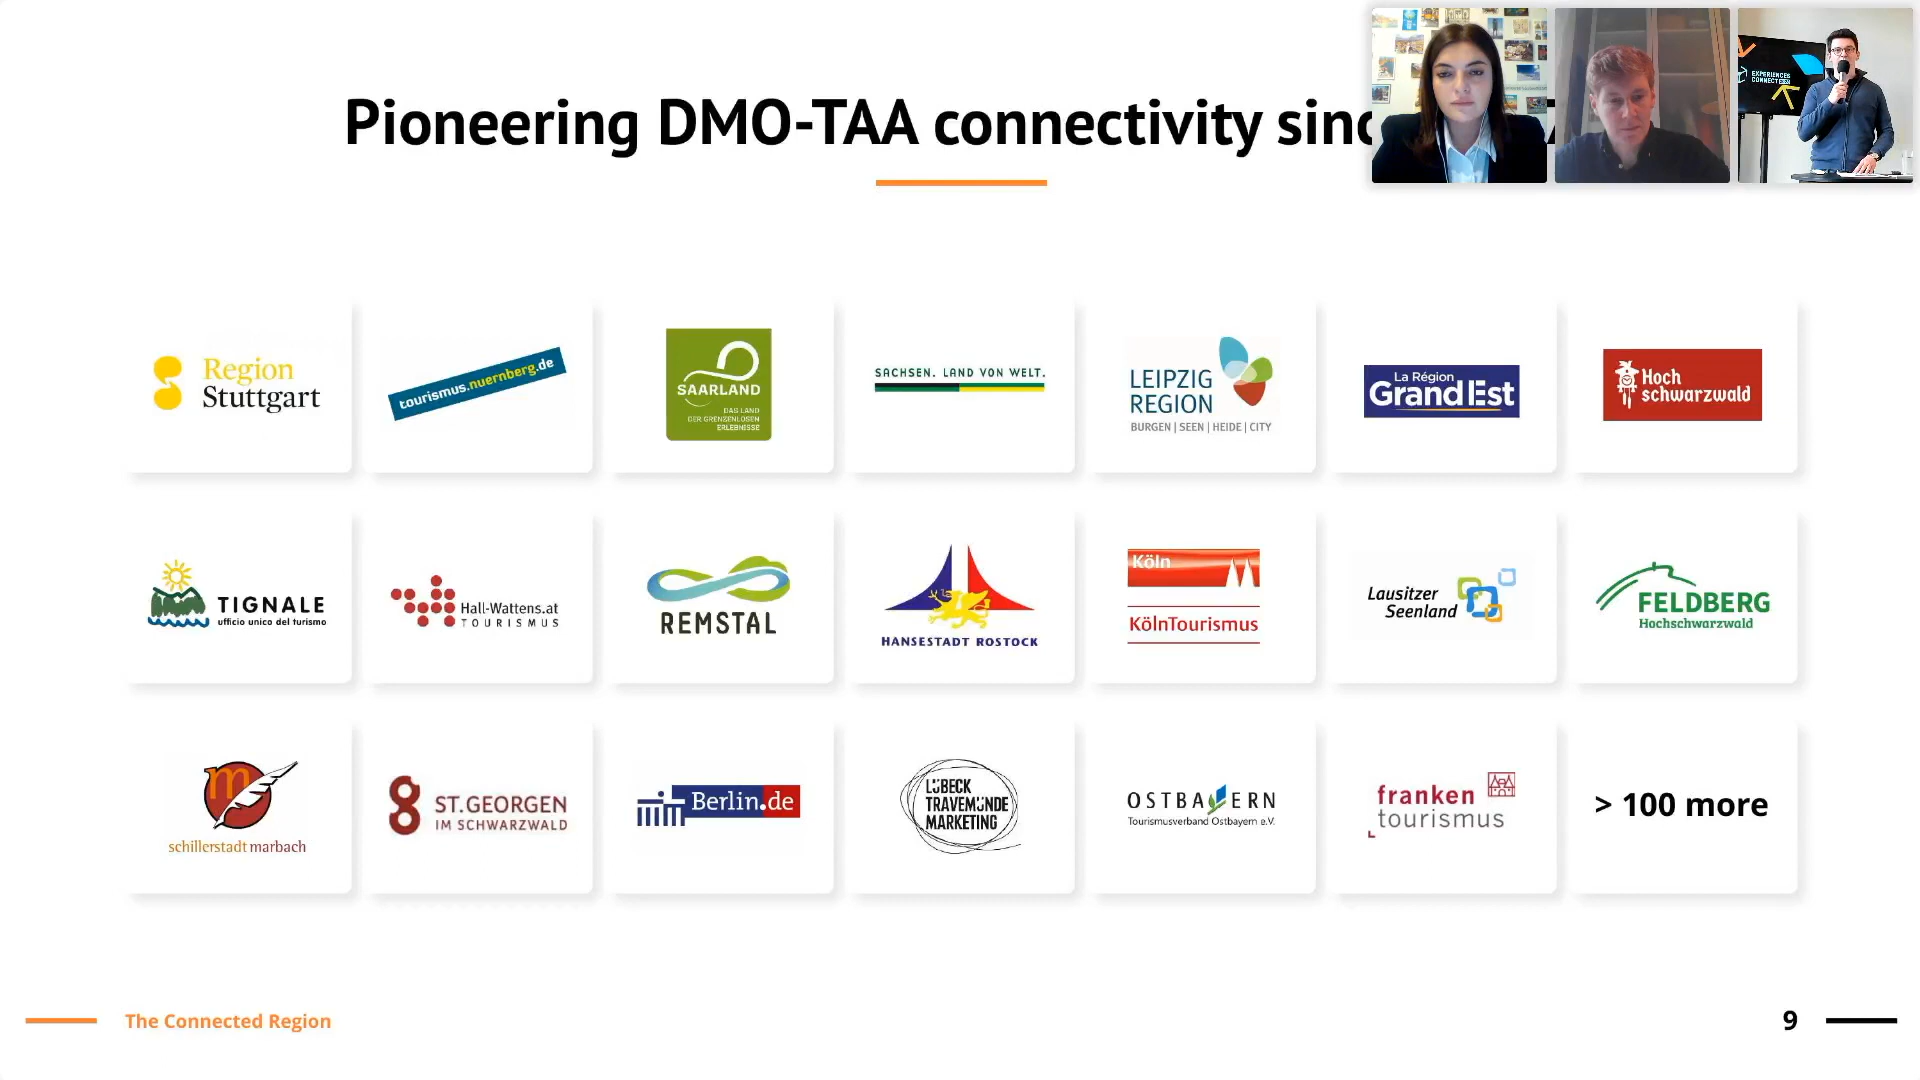 Pioneering DMO-TAA connectivity
EXPERIENCES
CONNECT
Region
Stuttgart
tourismus.nuernberg.de
SAARLAND
DAS LAND
DER GRENZENLOSEN
ERLEBNISSE
SACHSEN. LAND VON WELT.
LEIPZIG
REGION
BURGEN | SEEN | HEIDE | CITY
La Région
Grand Est
Hoch
schwarzwald
TIGNALE
ufficio unico del turismo
Hall-Wattens.at
TOURISMUS
REMSTAL
HANSESTADT ROSTOCK
Köln
KölnTourismus
Lausitzer
Seenland
FELDBERG
Hochschwarzwald
m
schillerstadt marbach
ST.GEORGEN
IM SCHWARZWALD
Berlin.de
LÜBECK
TRAVEMÜNDE
MARKETING
OSTBAYERN
Tourismusverband Ostbayern e.V.
franken
tourismus
> 100 more
The Connected Region
9